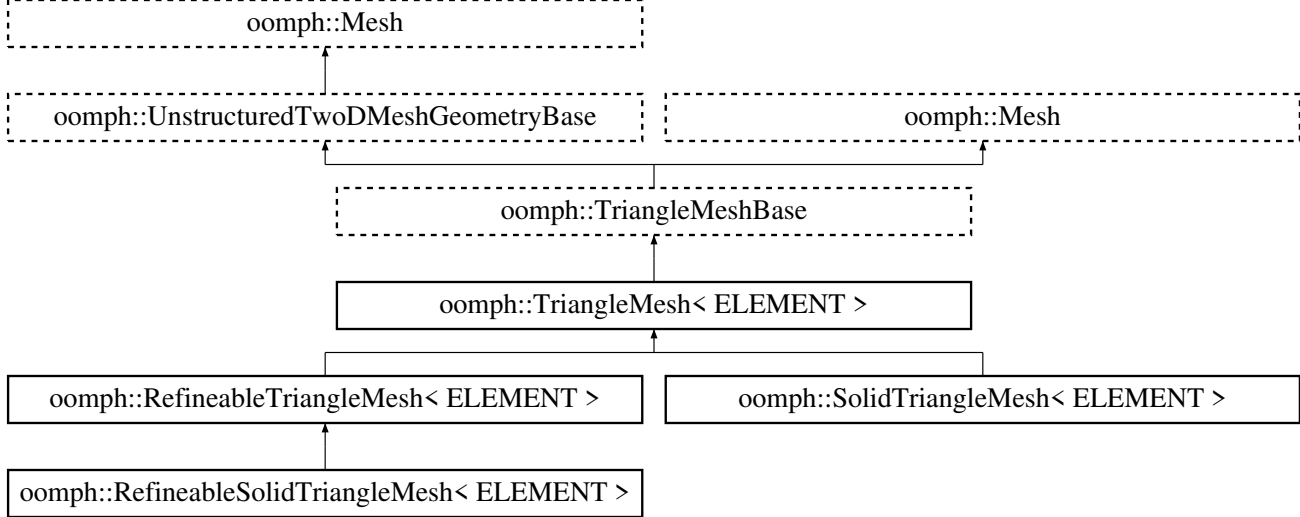 oomph::Mesh
oomph::UnstructuredTwoDMeshGeometryBase
oomph::Mesh
oomph::TriangleMeshBase
oomph::TriangleMesh< ELEMENT >
oomph::RefineableTriangleMesh< ELEMENT >
oomph::SolidTriangleMesh< ELEMENT >
oomph::RefineableSolidTriangleMesh< ELEMENT >